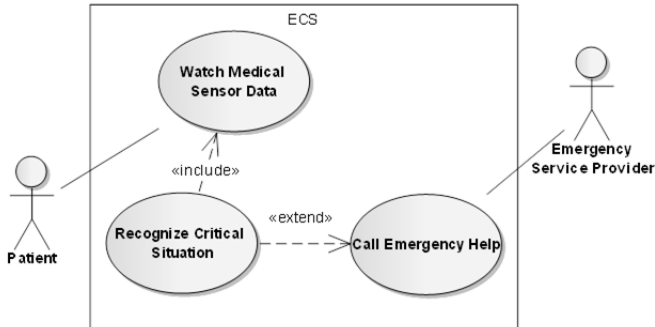 ECS
Watch Medical
Sensor Data
Emergency
Service Provider
«include»
«extend»
Recognize Critical
Situation
Call Emergency Help
Patient